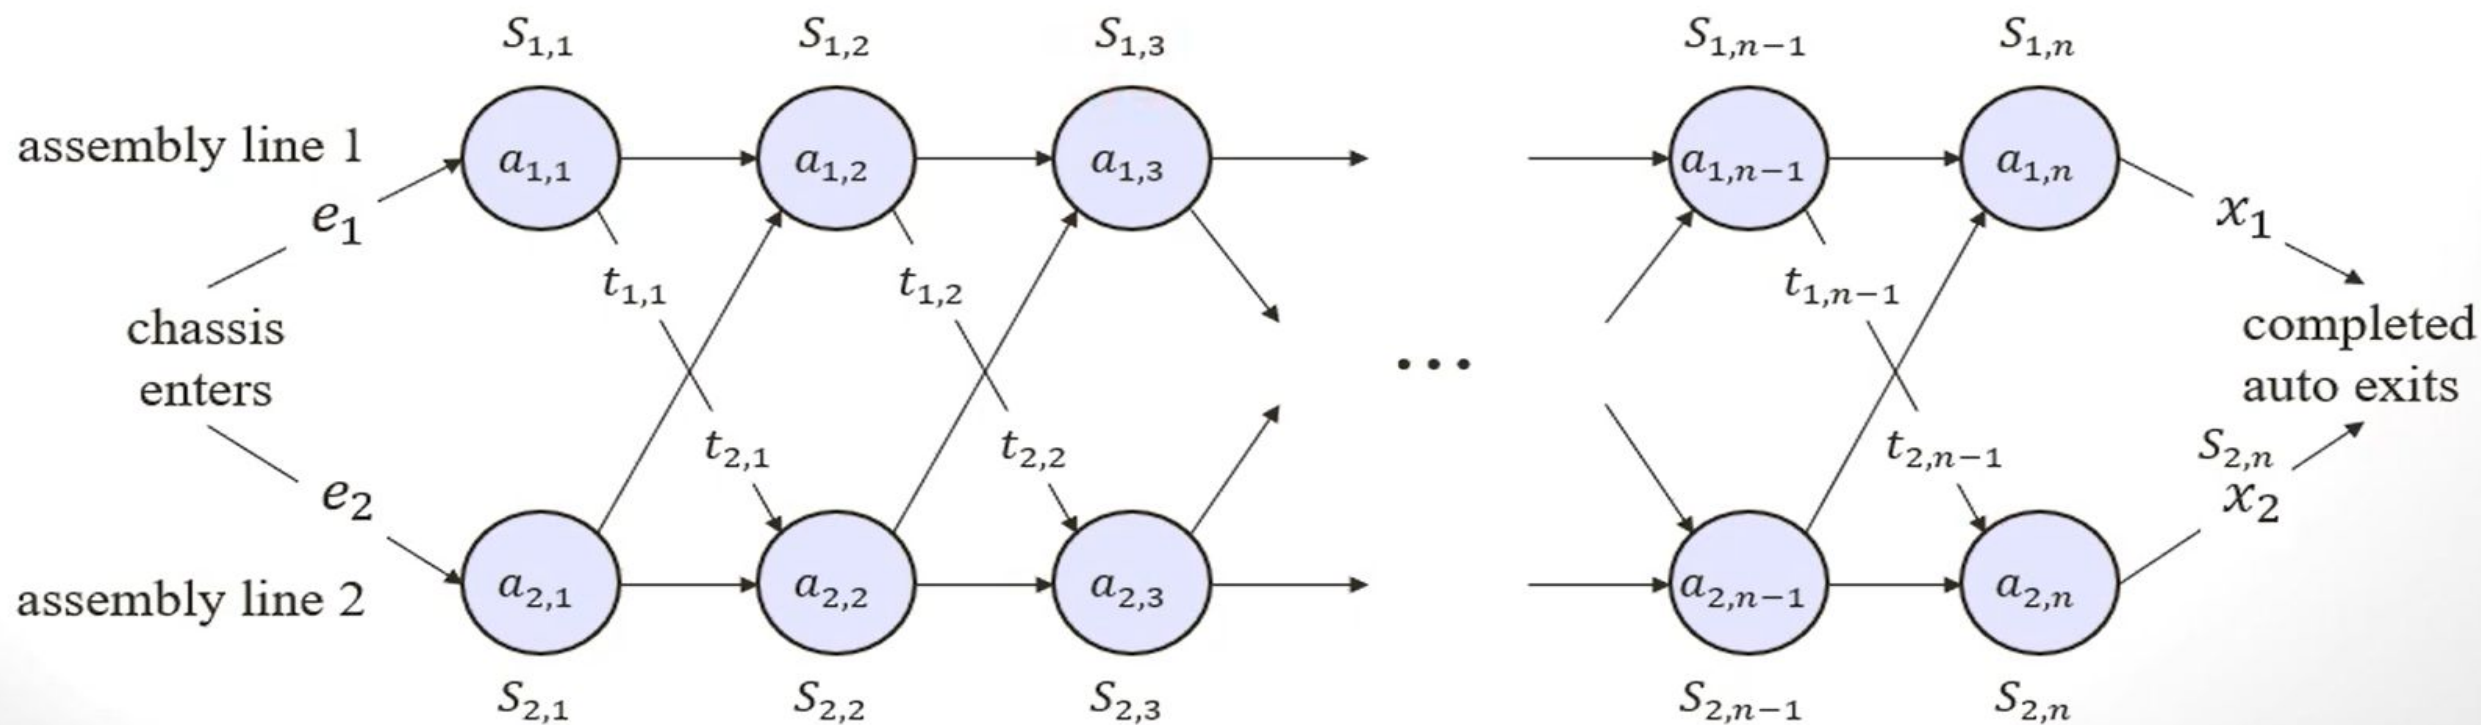 S1,1 S1,2 S1,3 S1,n−1 S1,n
assembly line 1
a1,1 a1,2 a1,3 a1,n−1 a1,n
e1
x1
t1,1 t1,2 t1,n−1
chassis
enters
...
completed
auto exits
t2,1 t2,2 t2,n−1
S2,n
e2
x2
assembly line 2
a2,1 a2,2 a2,3 a2,n−1 a2,n
S2,1 S2,2 S2,3 S2,n−1 S2,n